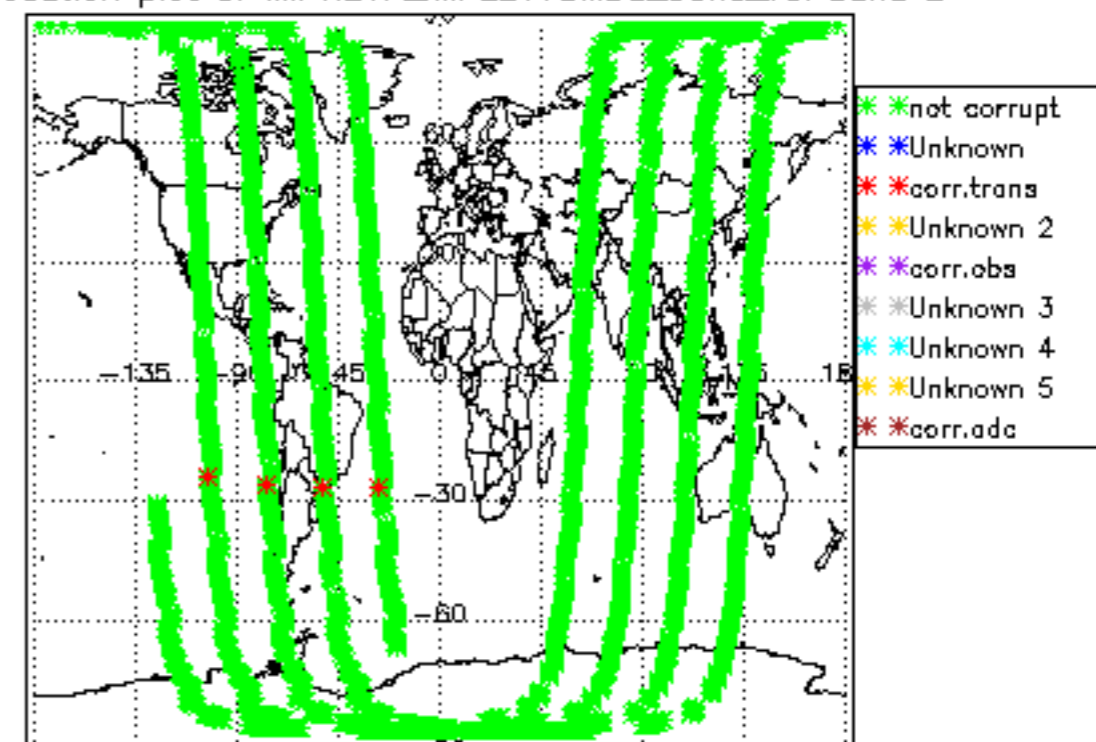 60
-135
-90
45
0
-30
-60
not corrupt
Unknown
corr.trans
Unknown 2
corr.obs
Unknown 3
Unknown 4
Unknown 5
corr.adc